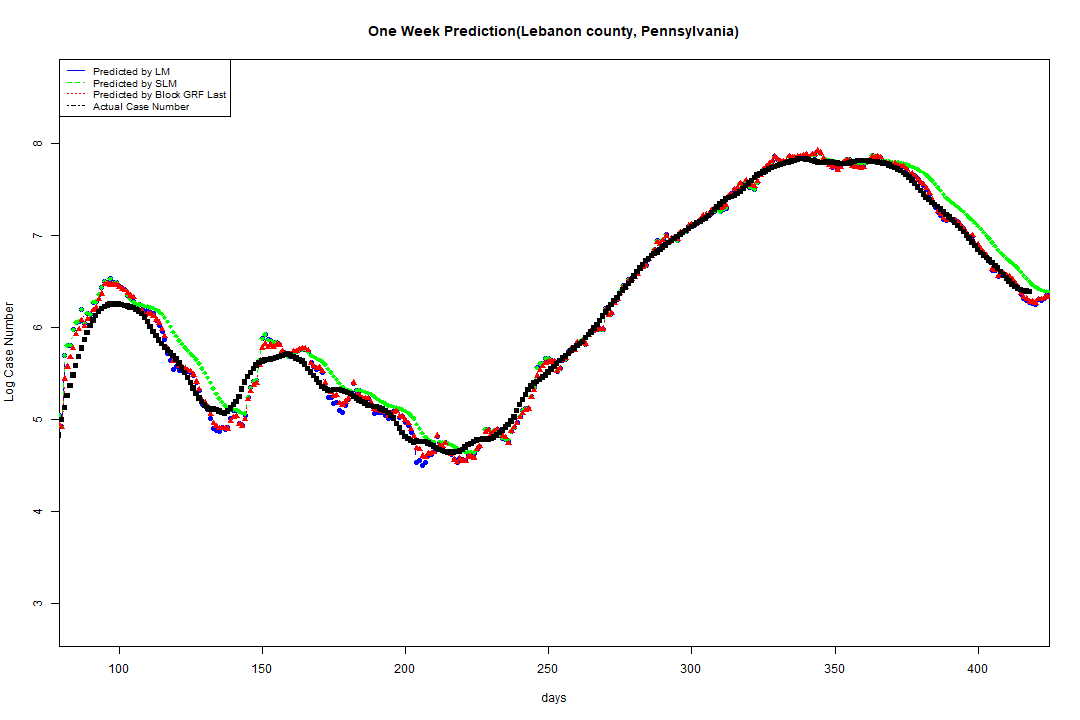 One Week Prediction(Lebanon county, Pennsylvania)
Predicted by LM
Predicted by SLM
Predicted by Block GRF Last
Actual Case Number
8
7
6
5
4
3
Log Case Number
100 150 200 250 300 350 400
days